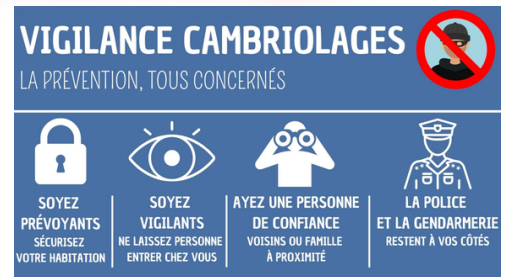 VIGILANCE CAMBRIOLAGES
LA PRÉVENTION, TOUS CONCERNÉS
SOYEZ
PRÉVOYANTS
SÉCURISEZ
VOTRE HABITATION
SOYEZ
VIGILANTS
NE LAISSEZ PERSONNE
ENTRER CHEZ VOUS
AYEZ UNE PERSONNE
DE CONFIANCE
VOISINS OU FAMILLE
À PROXIMITÉ
LA POLICE
ET LA GENDARMERIE
RESTENT À VOS CÔTÉS